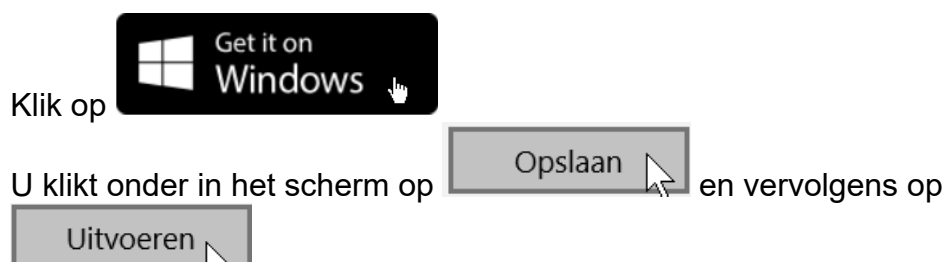 Get it on
Klik op Windows
U klikt onder in het scherm op Opslaan en vervolgens op
Uitvoeren